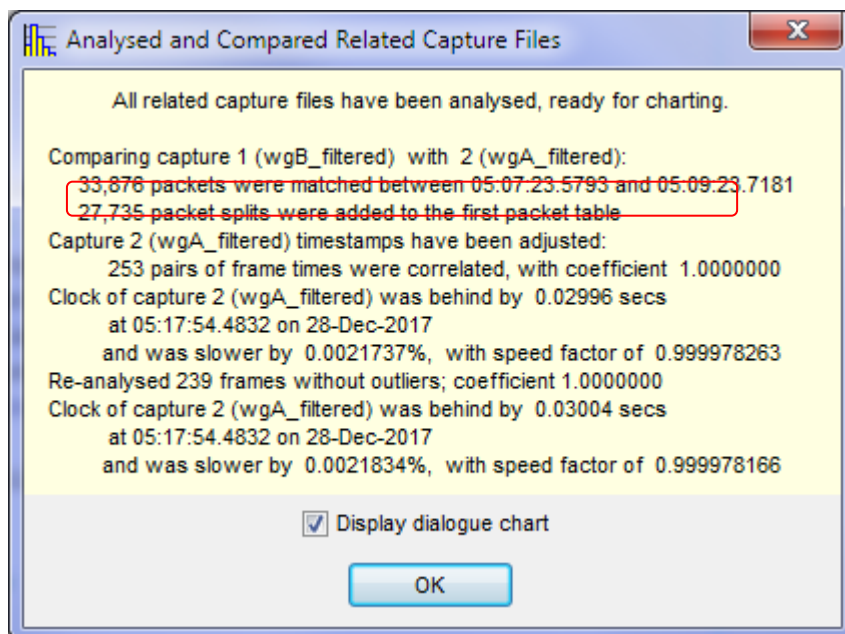 Analysed and Compared Related Capture Files
All related capture files have been analysed, ready for charting.
Comparing capture 1 (wgB_filtered) with 2 (wgA_filtered):
33,876 packets were matched between 05:07:23.5793 and 05:09:23.7181
27,735 packet splits were added to the first packet table
Capture 2 (wgA_filtered) timestamps have been adjusted:
253 pairs of frame times were correlated, with coefficient 1.0000000
Clock of capture 2 (wgA_filtered) was behind by 0.02996 secs
at 05:17:54.4832 on 28-Dec-2017
and was slower by 0.0021737%, with speed factor of 0.999978263
Re-analysed 239 frames without outliers; coefficient 1.0000000
Clock of capture 2 (wgA_filtered) was behind by 0.03004 secs
at 05:17:54.4832 on 28-Dec-2017
and was slower by 0.0021834%, with speed factor of 0.999978166
Display dialogue chart
OK